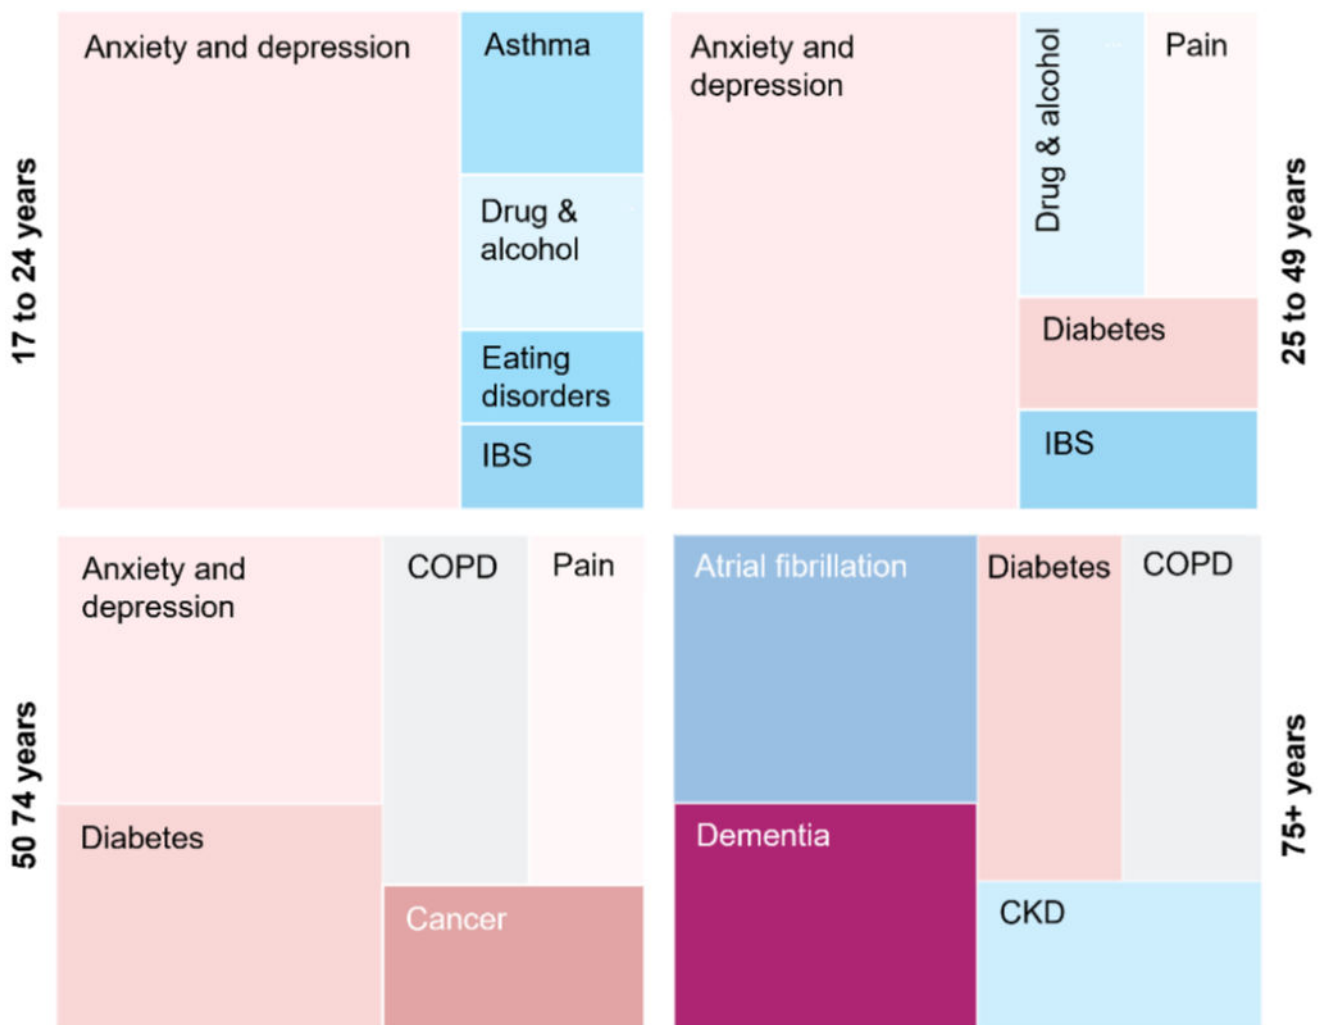 17 to 24 years
Anxiety and depression
Asthma
Drug &
alcohol
Eating
disorders
IBS
Anxiety and
depression
Drug & alcohol
Pain
Diabetes
IBS
25 to 49 years
50 74 years
Anxiety and
depression
COPD
Pain
Diabetes
Cancer
Atrial fibrillation
Diabetes
COPD
Dementia
CKD
75+ years